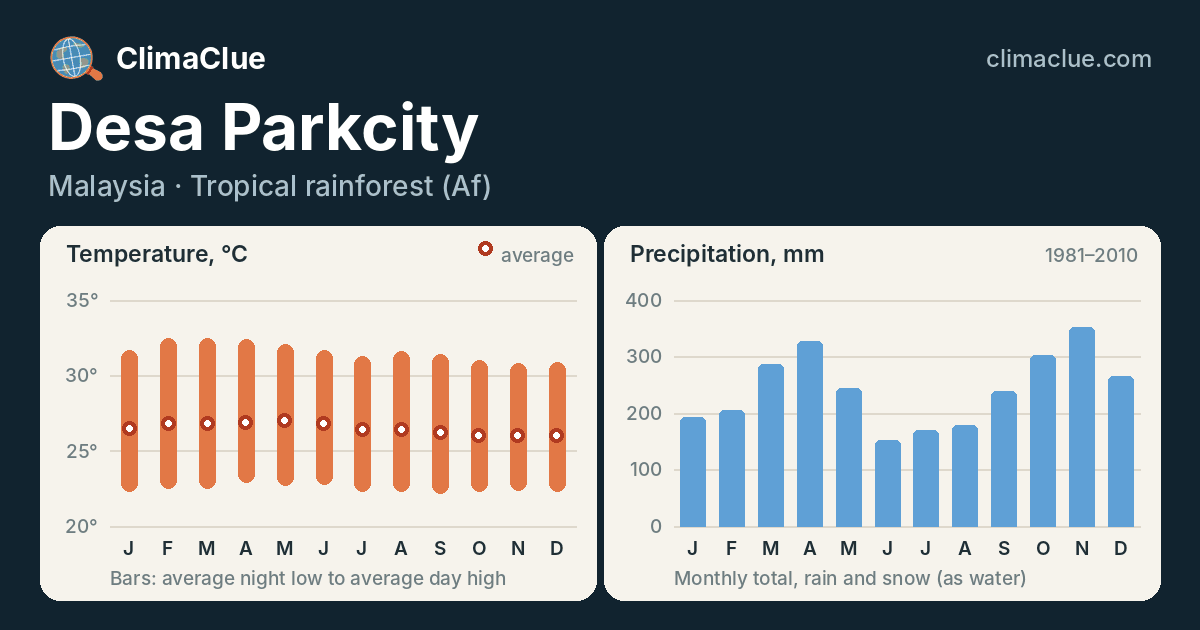 ClimaClue
climaclue.com
Desa Parkcity
Malaysia · Tropical rainforest (Af)
Temperature, °C
average
35°
30°
25°
20°
J F M A M J J A S O N D
Bars: average night low to average day high
Precipitation, mm
1981–2010
400
300
200
100
0
J F M A M J J A S O N D
Monthly total, rain and snow (as water)